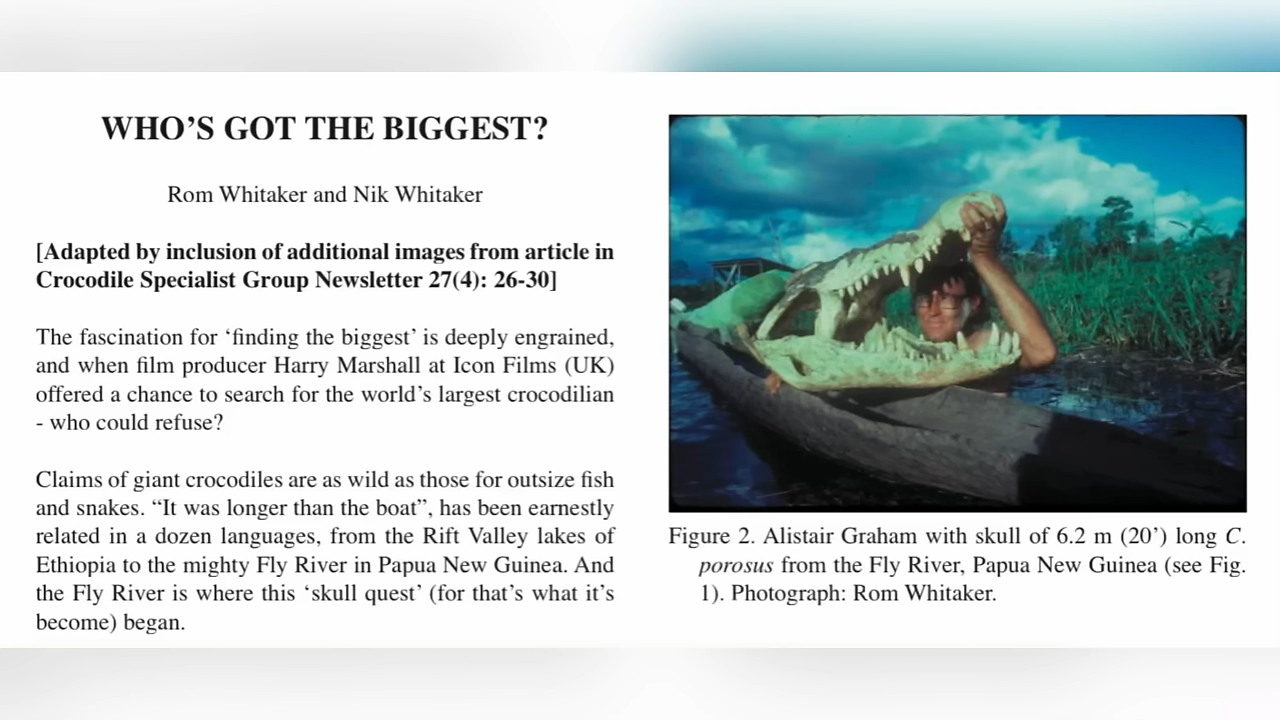 WHO’S GOT THE BIGGEST?
Rom Whitaker and Nik Whitaker
[Adapted by inclusion of additional images from article in
Crocodile Specialist Group Newsletter 27(4): 26-30]
The fascination for ‘finding the biggest’ is deeply engrained,
and when film producer Harry Marshall at Icon Films (UK)
offered a chance to search for the world’s largest crocodilian
- who could refuse?
Claims of giant crocodiles are as wild as those for outsize fish
and snakes. “It was longer than the boat”, has been earnestly
related in a dozen languages, from the Rift Valley lakes of
Ethiopia to the mighty Fly River in Papua New Guinea. And
the Fly River is where this ‘skull quest’ (for that’s what it’s
become) began.
Figure 2. Alistair Graham with skull of 6.2 m (20’) long C.
porosus from the Fly River, Papua New Guinea (see Fig.
1). Photograph: Rom Whitaker.